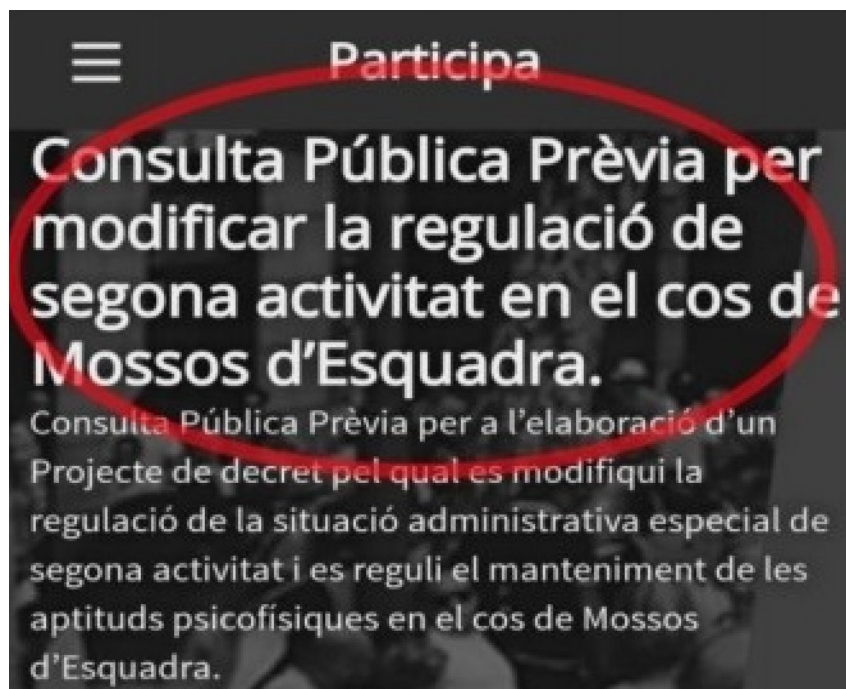 Participa
Consulta Pública Prèvia per
modificar la regulació de
segona activitat en el cos de
Mossos d’Esquadra.
Consulta Pública Prèvia per a l’elaboració d’un
Projecte de decret pel qual es modifiqui la
regulació de la situació administrativa especial de
segona activitat i es reguli el manteniment de les
aptituds psicofísiques en el cos de Mossos
d’Esquadra.